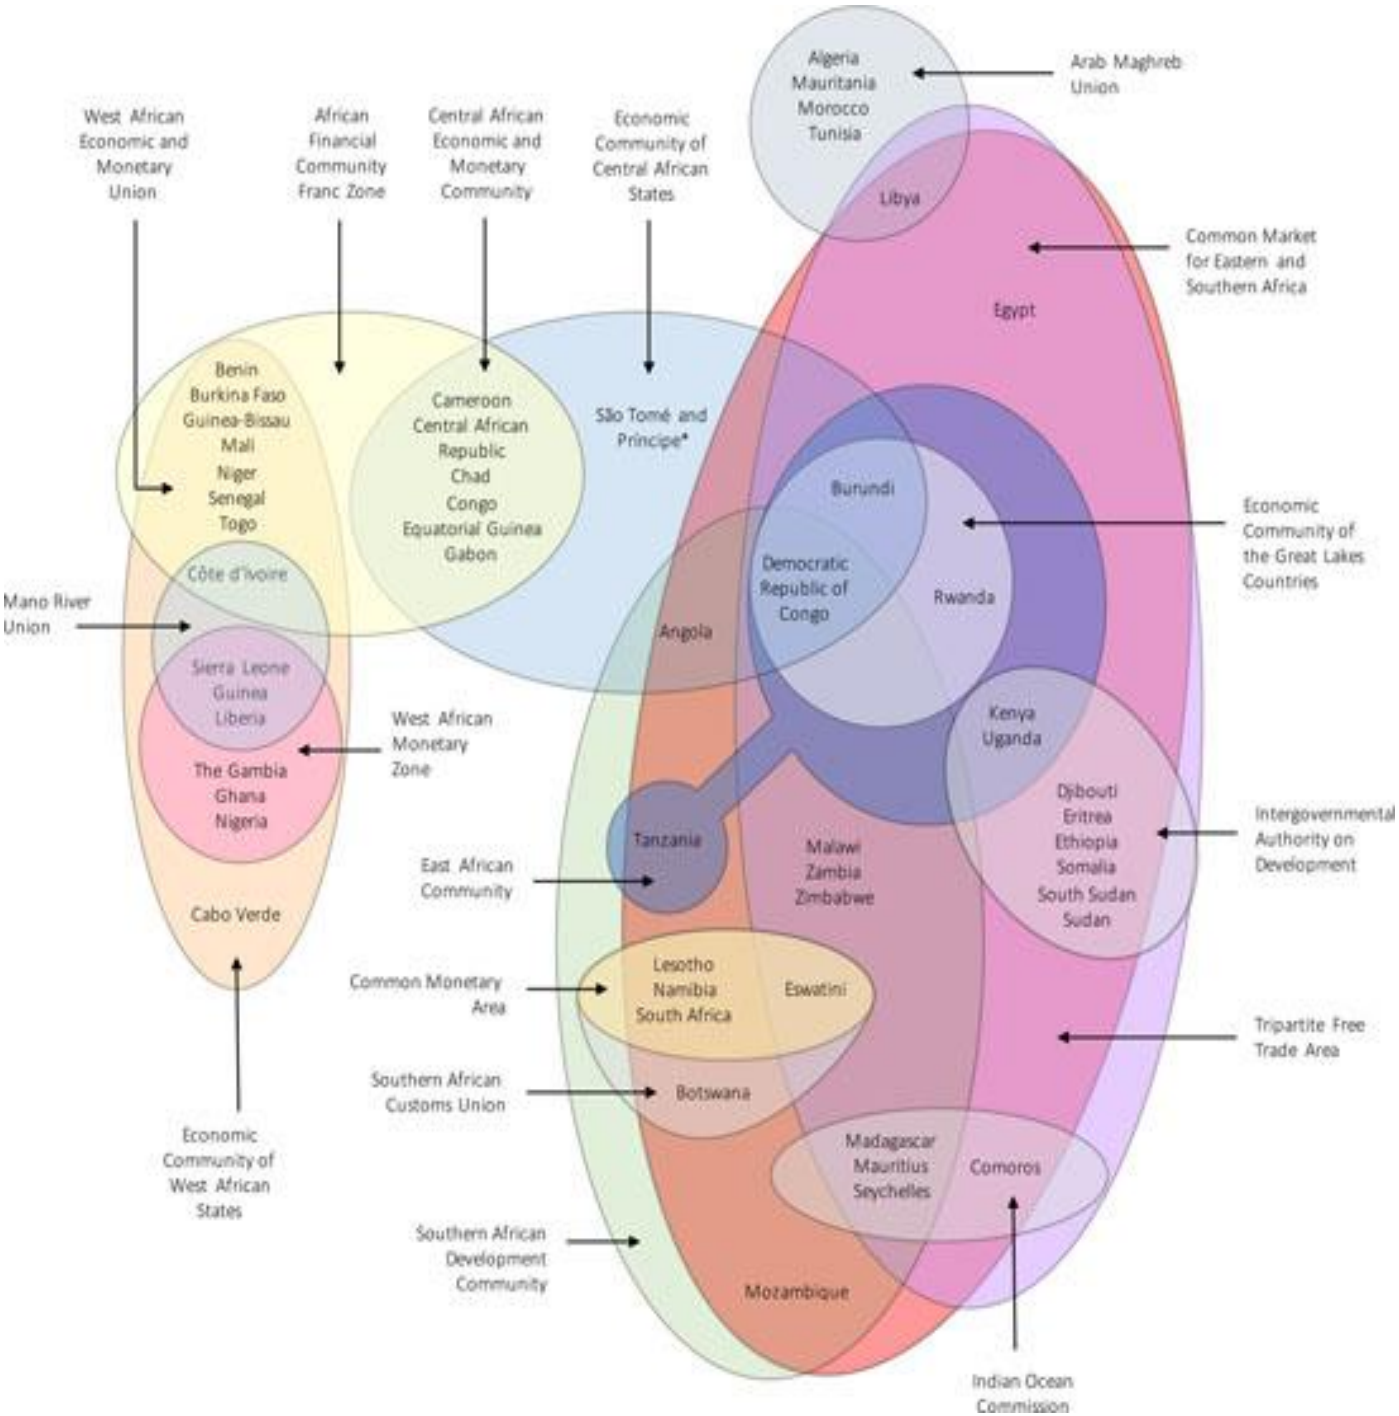 Algeria
Mauritania
Morocco
Tunisia
Arab Maghreb
Union
West African
Economic and
Monetary
Union
African
Financial
Community
Franc Zone
Central African
Economic and
Monetary
Community
Economic
Community of
Central African
States
Libya
Common Market
for Eastern and
Southern Africa
Egypt
Benin
Burkina Faso
Guinea-Bissau
Mali
Niger
Senegal
Togo
Cameroon
Central African
Republic
Chad
Congo
Equatorial Guinea
Gabon
São Tomé and
Príncipe*
Burundi
Economic
Community of
the Great Lakes
Countries
Côte d'Ivoire
Democratic
Republic of
Congo
Rwanda
Mano River
Union
Angola
Sierra Leone
Guinea
Liberia
West African
Monetary
Zone
Kenya
Uganda
The Gambia
Ghana
Nigeria
Djibouti
Eritrea
Ethiopia
Somalia
South Sudan
Sudan
Intergovernmental
Authority on
Development
Tanzania
Malawi
Zambia
Zimbabwe
East African
Community
Cabo Verde
Common Monetary
Area
Lesotho
Namibia
South Africa
Eswatini
Tripartite Free
Trade Area
Southern African
Customs Union
Botswana
Economic
Community of
West African
States
Madagascar
Mauritius
Seychelles
Comoros
Southern African
Development
Community
Mozambique
Indian Ocean
Commission